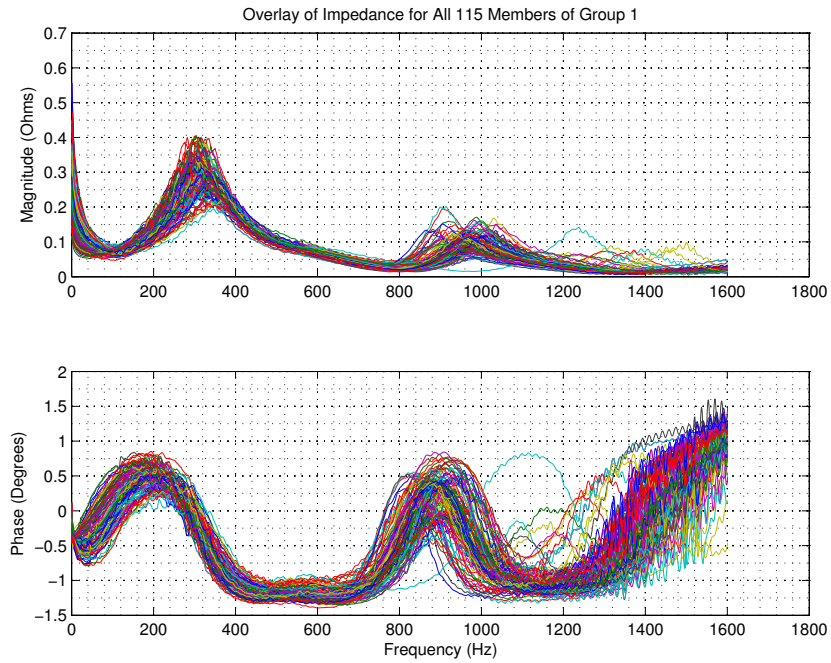 Overlay of Impedance for All 115 Members of Group 1
Magnitude (Ohms)
0.7
0.6
0.5
0.4
0.3
0.2
0.1
0
0 200 400 600 800 1000 1200 1400 1600 1800
Phase (Degrees)
2
1.5
1
0.5
0
−0.5
−1
−1.5
0 200 400 600 800 1000 1200 1400 1600 1800
Frequency (Hz)